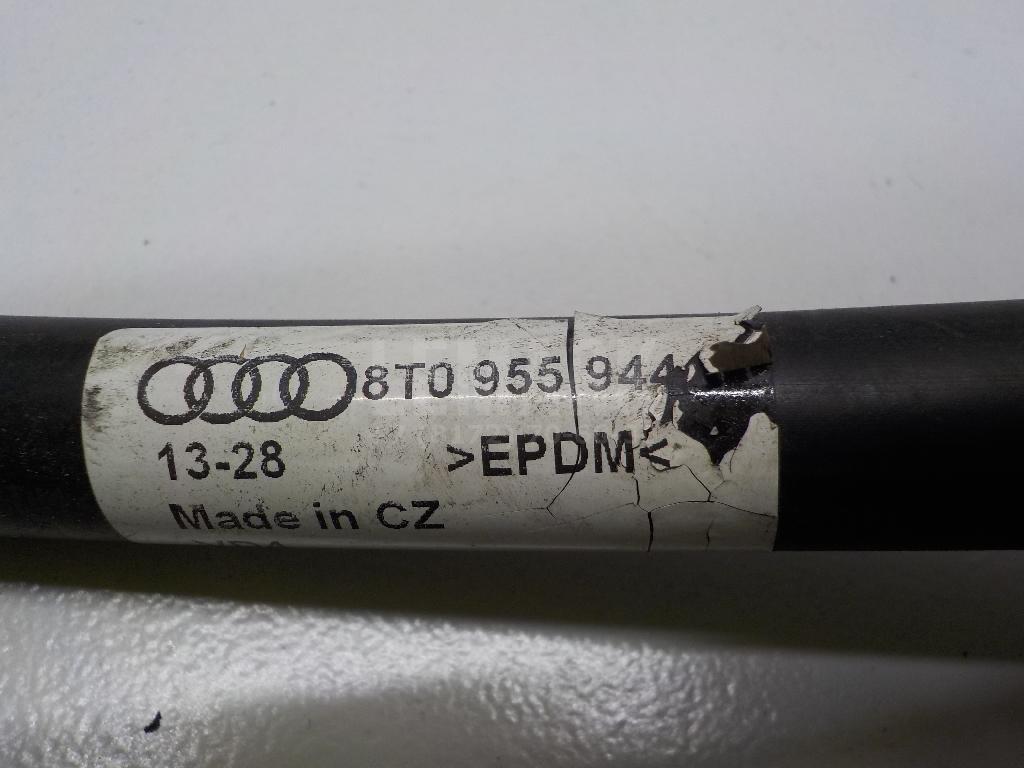 8T0 955 944
13-28 >EPDM<
Made in CZ